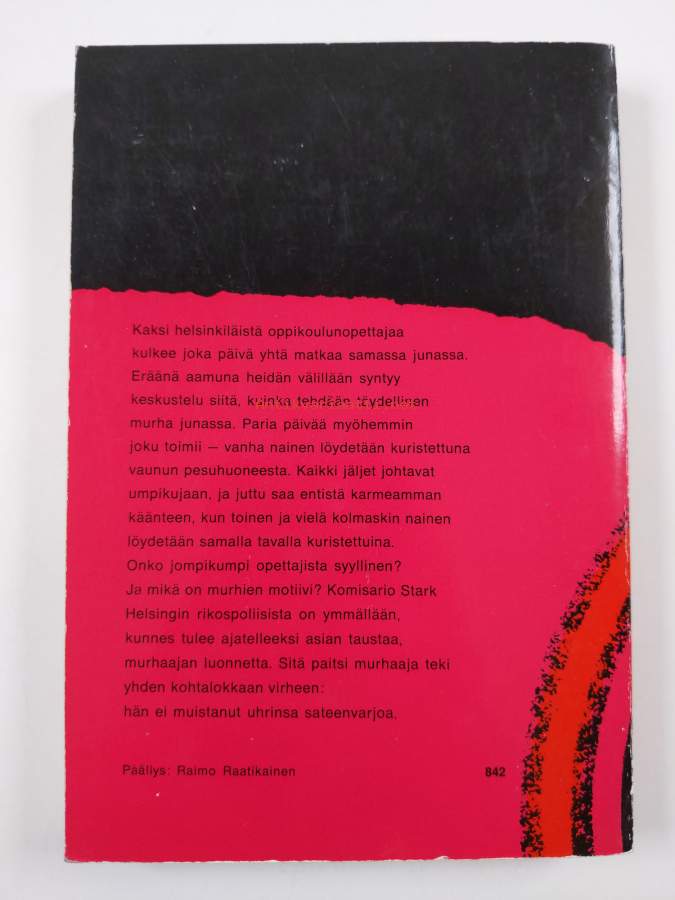 Kaksi helsinkiläistä oppikoulunopettajaa
kulkee joka päivä yhtä matkaa samassa junassa.
Eräänä aamuna heidän välillään syntyy
keskustelu siitä, kuinka tehdään täydellinen
murha junassa. Paria päivää myöhemmin
joku toimii — vanha nainen löydetään kuristettuna
vaunun pesuhuoneesta. Kaikki jäljet johtavat
umpikujaan, ja juttu saa entistä karmeamman
käänteen, kun toinen ja vielä kolmaskin nainen
löydetään samalla tavalla kuristettuina.
Onko jompikumpi opettajista syyllinen?
Ja mikä on murhien motiivi? Komisario Stark
Helsingin rikospoliisista on ymmällään,
kunnes tulee ajatelleeksi asian taustaa,
murhaajan luonnetta. Sitä paitsi murhaaja teki
yhden kohtalokkaan virheen:
hän ei muistanut uhrinsa sateenvarjoa.
Päällys: Raimo Raatikainen 842